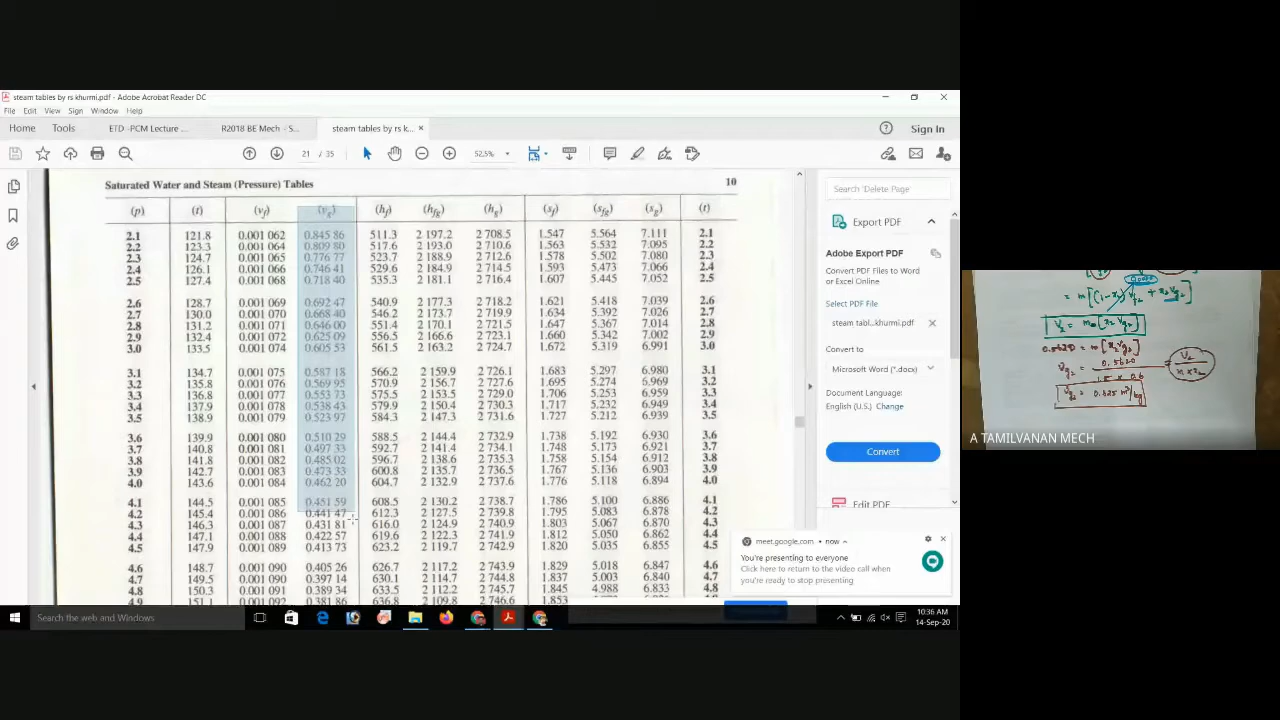 steam tables by rs khurmi.pdf - Adobe Acrobat Reader DC
File Edit View Sign Window Help
Home Tools ETD -PCM Lecture ... R2018 BE Mech - S... steam tables by rs k... × Sign In
21 / 35 52.5%
Saturated Water and Steam (Pressure) Tables 10
(p) (t) (vf) (vg) (hf) (hfg) (hg) (sf) (sfg) (sg) (t)
2.1 121.8 0.001 062 0.845 86 511.3 2 197.2 2 708.5 1.547 5.564 7.111 2.1
2.2 123.3 0.001 064 0.809 80 517.6 2 193.0 2 710.6 1.563 5.532 7.095 2.2
2.3 124.7 0.001 065 0.776 77 523.7 2 188.9 2 712.6 1.578 5.502 7.080 2.3
2.4 126.1 0.001 066 0.746 41 529.6 2 184.9 2 714.5 1.593 5.473 7.066 2.4
2.5 127.4 0.001 068 0.718 40 535.3 2 181.1 2 716.4 1.607 5.445 7.052 2.5
2.6 128.7 0.001 069 0.692 47 540.9 2 177.3 2 718.2 1.621 5.418 7.039 2.6
2.7 130.0 0.001 070 0.668 40 546.2 2 173.7 2 719.9 1.634 5.392 7.026 2.7
2.8 131.2 0.001 071 0.646 00 551.4 2 170.1 2 721.5 1.647 5.367 7.014 2.8
2.9 132.4 0.001 072 0.625 09 556.5 2 166.6 2 723.1 1.660 5.342 7.002 2.9
3.0 133.5 0.001 074 0.605 53 561.5 2 163.2 2 724.7 1.672 5.319 6.991 3.0
3.1 134.7 0.001 075 0.587 18 566.2 2 159.9 2 726.1 1.683 5.297 6.980 3.1
3.2 135.8 0.001 076 0.569 95 570.9 2 156.7 2 727.6 1.695 5.274 6.969 3.2
3.3 136.8 0.001 077 0.553 73 575.5 2 153.5 2 729.0 1.706 5.253 6.959 3.3
3.4 137.9 0.001 078 0.538 43 579.9 2 150.4 2 730.3 1.717 5.232 6.949 3.4
3.5 138.9 0.001 079 0.523 97 584.3 2 147.3 2 731.6 1.727 5.212 6.939 3.5
3.6 139.9 0.001 080 0.510 29 588.5 2 144.4 2 732.9 1.738 5.192 6.930 3.6
3.7 140.8 0.001 081 0.497 33 592.7 2 141.4 2 734.1 1.748 5.173 6.921 3.7
3.8 141.8 0.001 082 0.485 02 596.7 2 138.6 2 735.3 1.758 5.154 6.912 3.8
3.9 142.7 0.001 083 0.473 33 600.8 2 135.7 2 736.5 1.767 5.136 6.903 3.9
4.0 143.6 0.001 084 0.462 20 604.7 2 132.9 2 737.6 1.776 5.118 6.894 4.0
4.1 144.5 0.001 085 0.451 59 608.5 2 130.2 2 738.7 1.786 5.100 6.886 4.1
4.2 145.4 0.001 086 0.441 47 612.3 2 127.5 2 739.8 1.795 5.083 6.878 4.2
4.3 146.3 0.001 087 0.431 81 616.0 2 124.9 2 740.9 1.803 5.067 6.870 4.3
4.4 147.1 0.001 088 0.422 57 619.6 2 122.3 2 741.9 1.812 5.050 6.862 4.4
4.5 147.9 0.001 089 0.413 73 623.2 2 119.7 2 742.9 1.820 5.035 6.855 4.5
4.6 148.7 0.001 090 0.405 26 626.7 2 117.2 2 743.9 1.829 5.018 6.847 4.6
4.7 149.5 0.001 090 0.397 14 630.1 2 114.7 2 744.8 1.837 5.003 6.840 4.7
4.8 150.3 0.001 091 0.389 34 633.5 2 112.2 2 745.7 1.845 4.988 6.833 4.8
4.9 151.1 0.001 092 0.381 86 636.8 2 109.8 2 746.6 1.853
Search 'Delete Page
Export PDF
Adobe Export PDF
Convert PDF Files to Word
or Excel Online
Select PDF File
steam tabl...khurmi.pdf ×
Convert to
Microsoft Word (*.docx)
Document Language:
English (U.S.) Change
Convert
Edit PDF
meet.google.com • now
You're presenting to everyone
Click here to return to the video call when
you're ready to stop presenting
Search the web and Windows
10:36 AM
14-Sep-20
= m[(1-x2) vf2 + x2 vg2]
V2 = m [x2 vg2]
0.5625 = m [x2 vg2]
vg2 = 0.5620
= V2
m x x2
vg2 = 0.625 m³/kg
A TAMILVANAN MECH